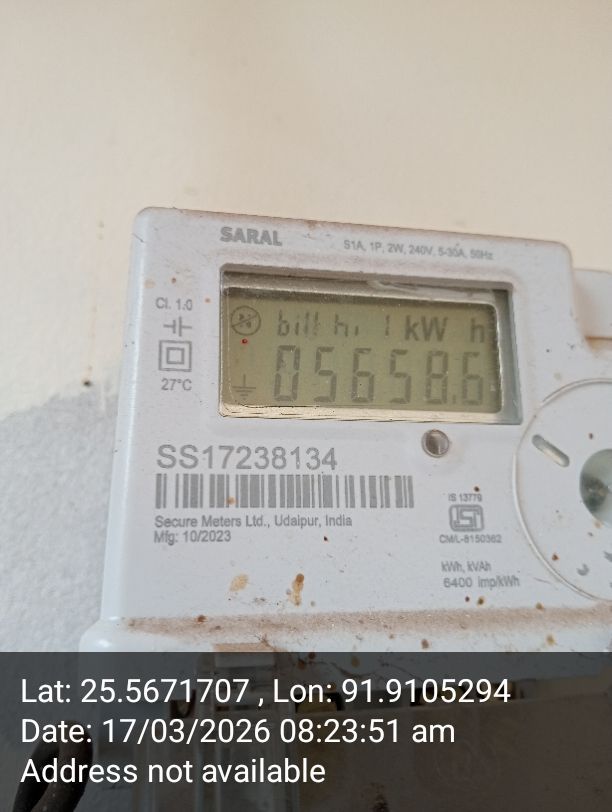 SARAL
S1A, 1P, 2W, 240V, 5-30A, 50Hz
Cl. 1.0
bill hi 1 kW h
05658.6
27°C
SS17238134
Secure Meters Ltd., Udaipur, India
Mfg: 10/2023
IS 13779
ISI
CM/L-8150362
kWh, kVAh
6400 imp/kWh
Lat: 25.5671707 , Lon: 91.9105294
Date: 17/03/2026 08:23:51 am
Address not available